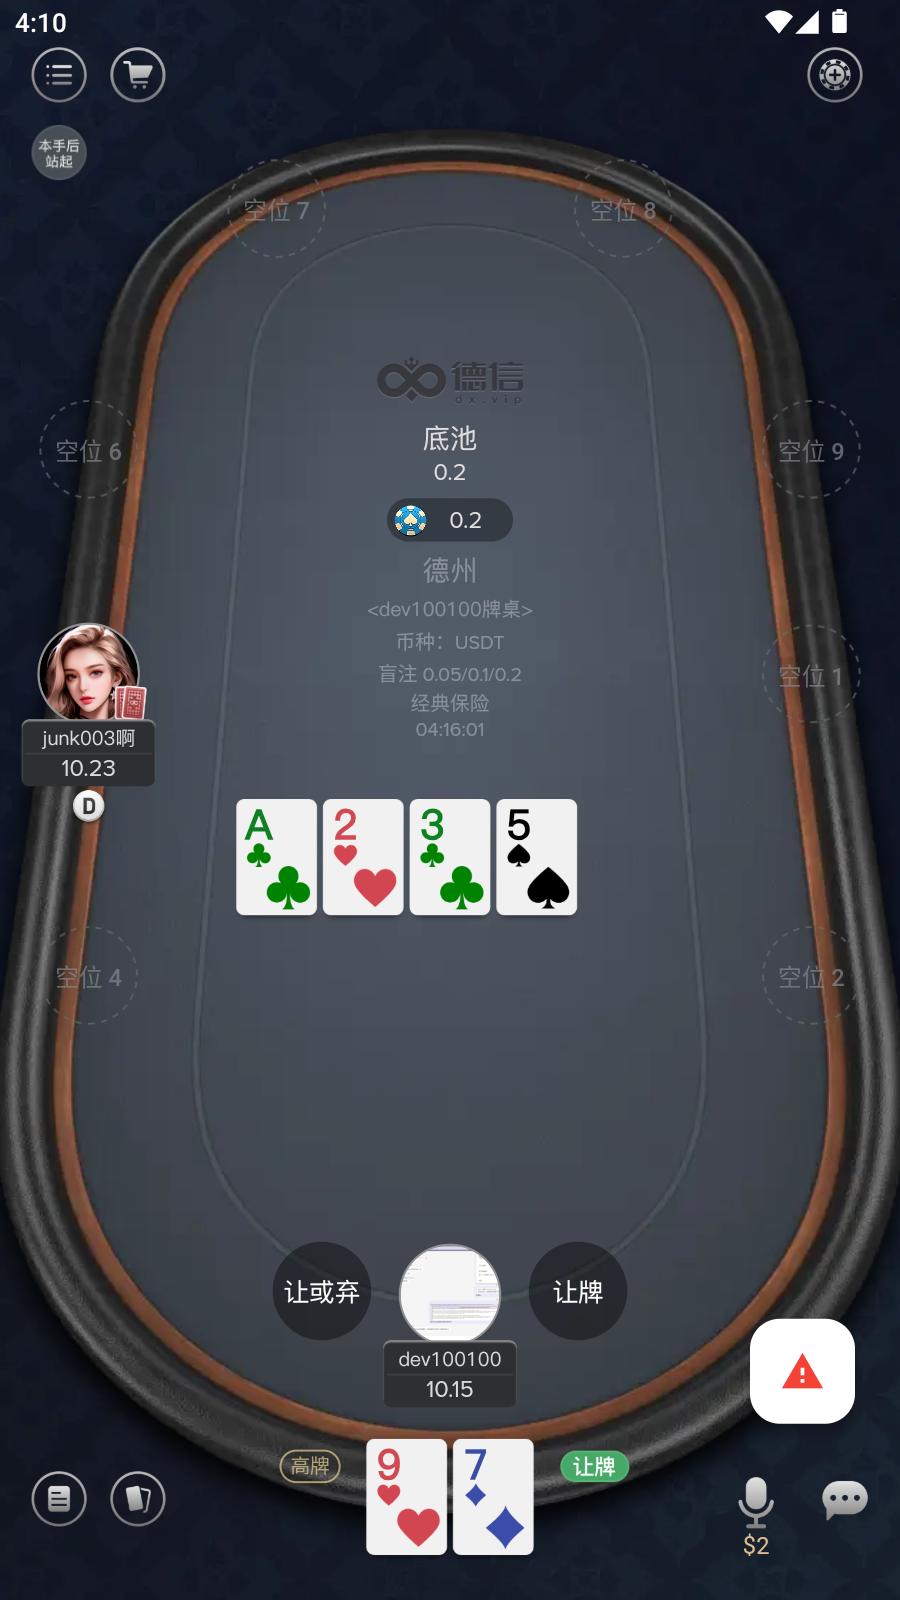 4:10
本手后
站起
空位 7
空位 8
德信
dx.vip
底池
0.2
0.2
空位 6
空位 9
德州
<dev100100牌桌>
币种：USDT
盲注 0.05/0.1/0.2
经典保险
04:16:01
空位 1
junk003啊
10.23
D
A
2
3
5
空位 4
空位 2
让或弃
让牌
dev100100
10.15
高牌
9
7
让牌
$2